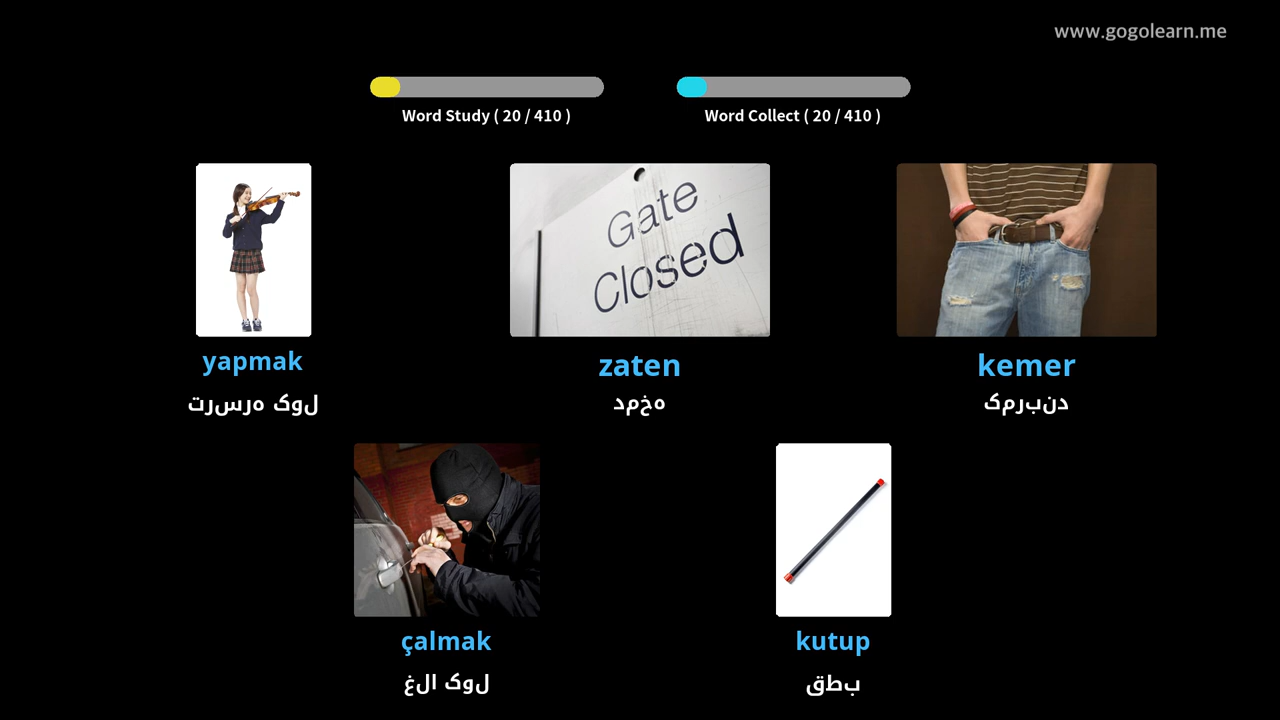 www.gogolearn.me
Word Study ( 20 / 410 )
Word Collect ( 20 / 410 )
yapmak
لوک هرسرت
zaten
هخمد
kemer
دنبرمک
çalmak
لوک الغ
kutup
بطق
Gate
Closed